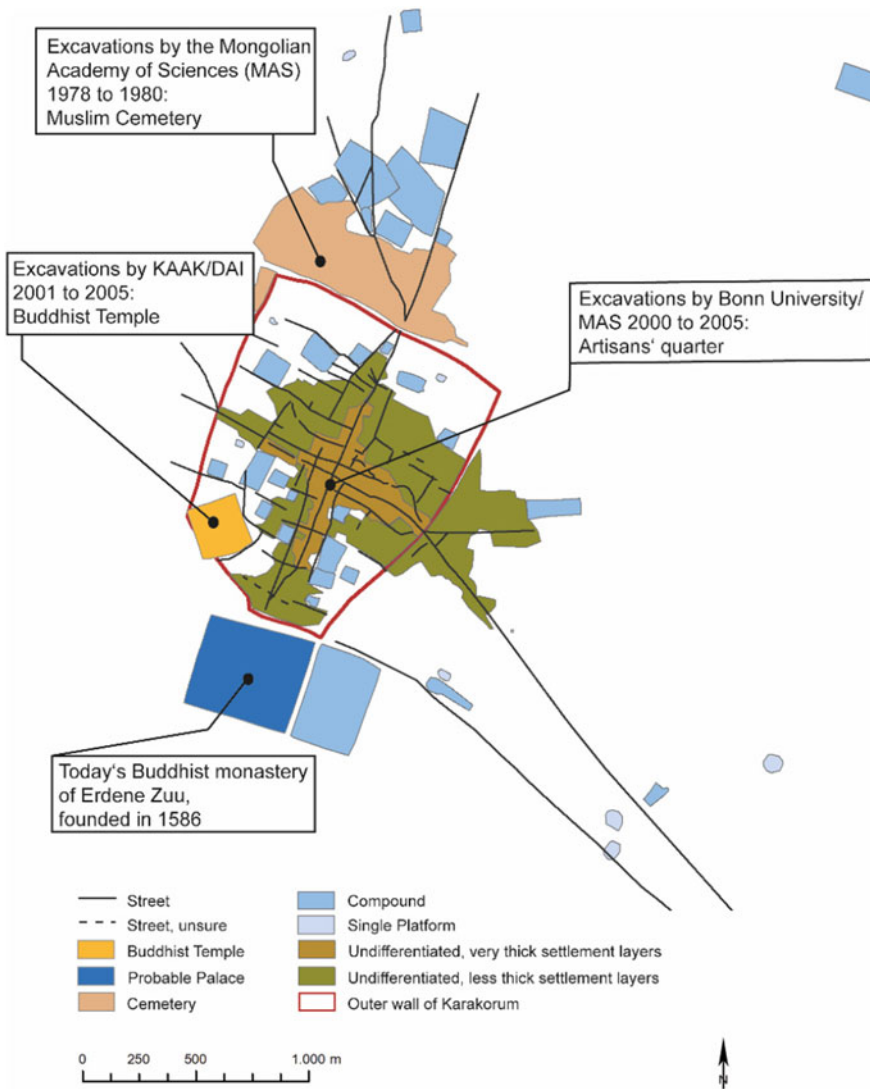 Excavations by the Mongolian
Academy of Sciences (MAS)
1978 to 1980:
Muslim Cemetery
Excavations by KAAK/DAI
2001 to 2005:
Buddhist Temple
Excavations by Bonn University/
MAS 2000 to 2005:
Artisans‘ quarter
Today‘s Buddhist monastery
of Erdene Zuu,
founded in 1586
Street
Street, unsure
Buddhist Temple
Probable Palace
Cemetery
Compound
Single Platform
Undifferentiated, very thick settlement layers
Undifferentiated, less thick settlement layers
Outer wall of Karakorum
0 250 500 1.000 m
N